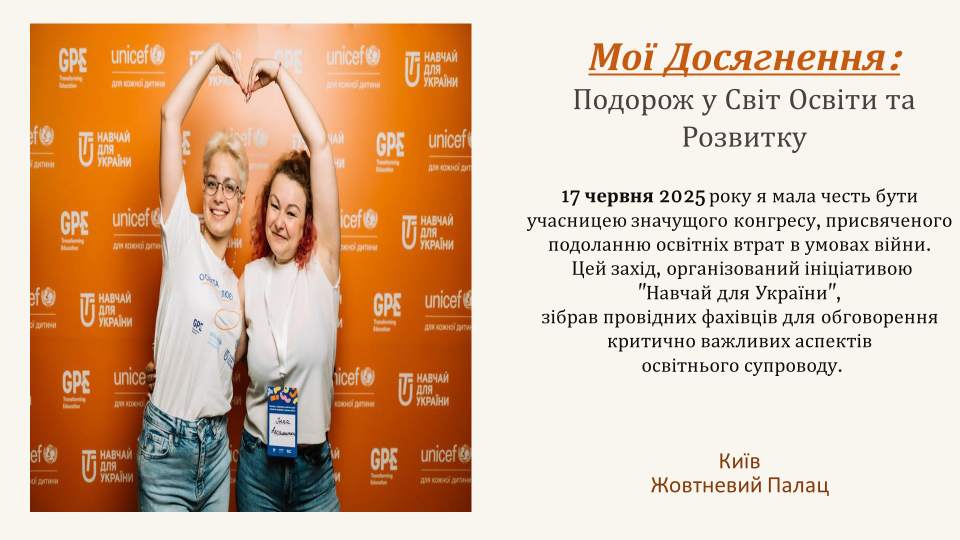 Мої Досягнення:
Подорож у Світ Освіти та
Розвитку
17 червня 2025 року я мала честь бути
учасницею значущого конгресу, присвяченого
подоланню освітніх втрат в умовах війни.
Цей захід, організований ініціативою
"Навчай для України",
зібрав провідних фахівців для обговорення
критично важливих аспектів
освітнього супроводу.
Київ
Жовтневий Палац
GPE
Transforming
Education
unicef
для кожної дитини
НАВЧАЙ
ДЛЯ
УКРАЇНИ